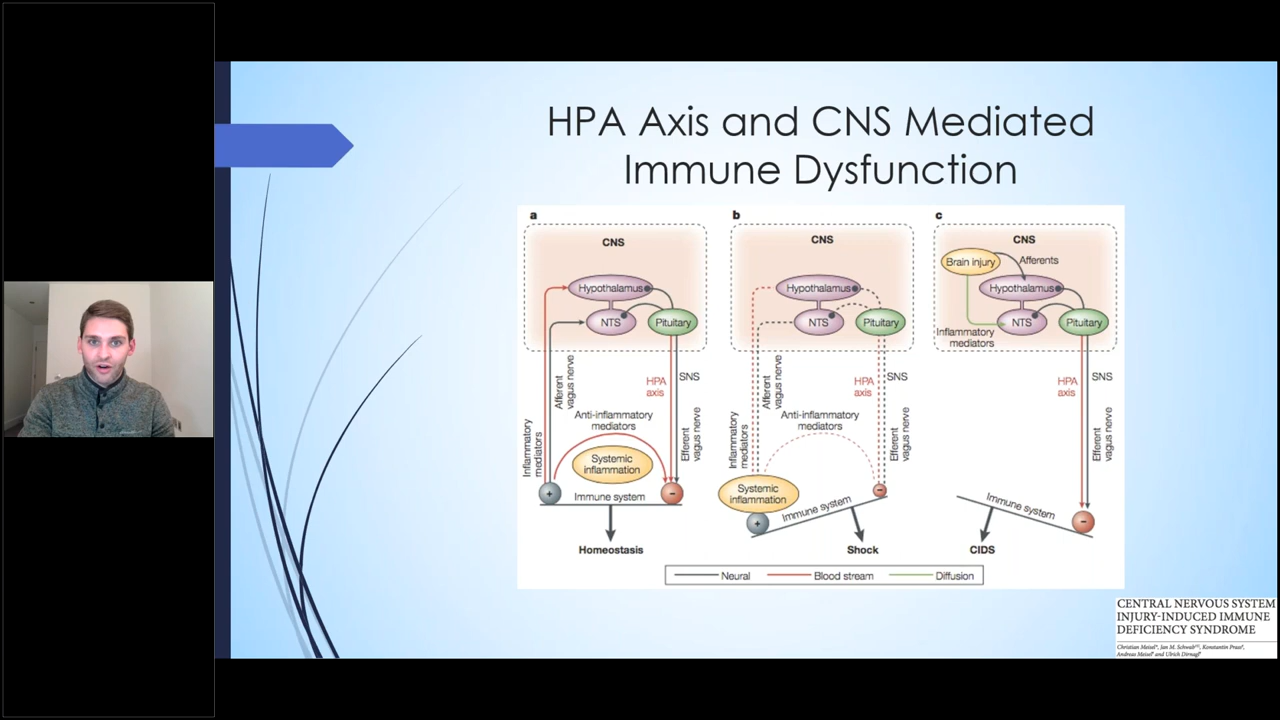 HPA Axis and CNS Mediated
Immune Dysfunction
a
CNS
Hypothalamus
NTS
Pituitary
Afferent
vagus nerve
HPA
axis
SNS
Inflammatory
mediators
Anti-inflammatory
mediators
Efferent
vagus nerve
Systemic
inflammation
+
Immune system
−
Homeostasis
b
CNS
Hypothalamus
NTS
Pituitary
Afferent
vagus nerve
HPA
axis
SNS
Inflammatory
mediators
Anti-inflammatory
mediators
Efferent
vagus nerve
Systemic
inflammation
+
Immune system
−
Shock
c
CNS
Brain injury
Afferents
Hypothalamus
NTS
Pituitary
Inflammatory
mediators
HPA
axis
SNS
Efferent
vagus nerve
Immune system
−
CIDS
Neural
Blood stream
Diffusion
CENTRAL NERVOUS SYSTEM
INJURY-INDUCED IMMUNE
DEFICIENCY SYNDROME
Christian Meisel*, Jan M. Schwab, Konstantin Prass,
Andreas Meisel and Ulrich Dirnagl